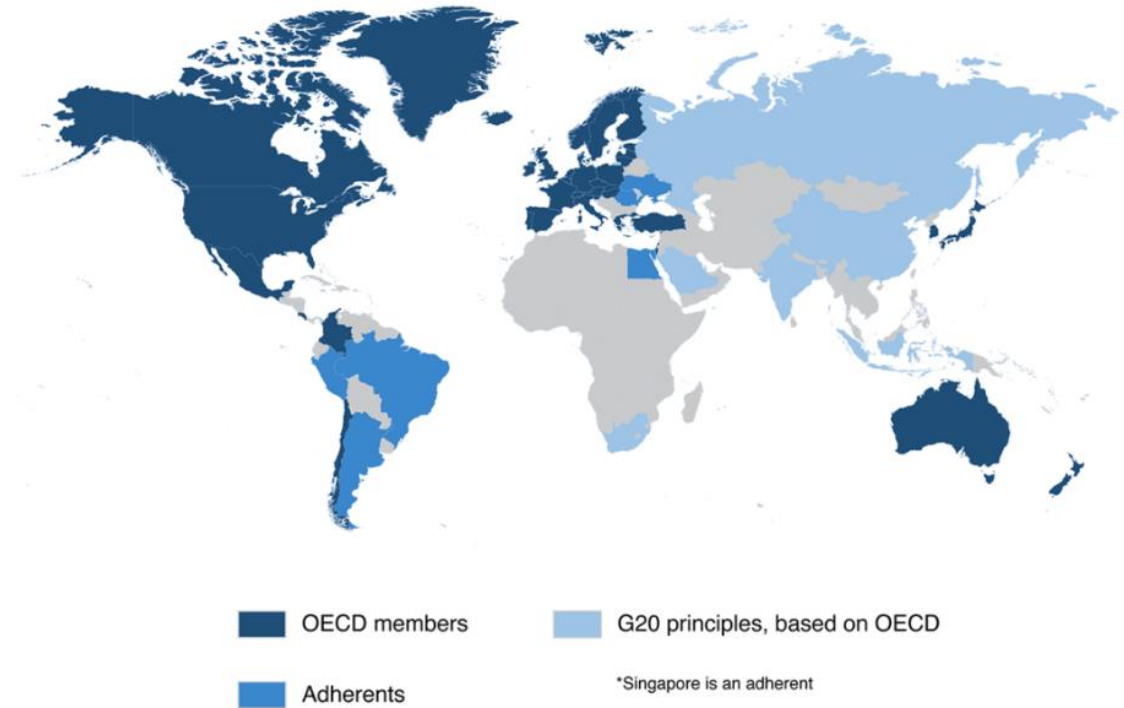 OECD members
G20 principles, based on OECD
Adherents
*Singapore is an adherent